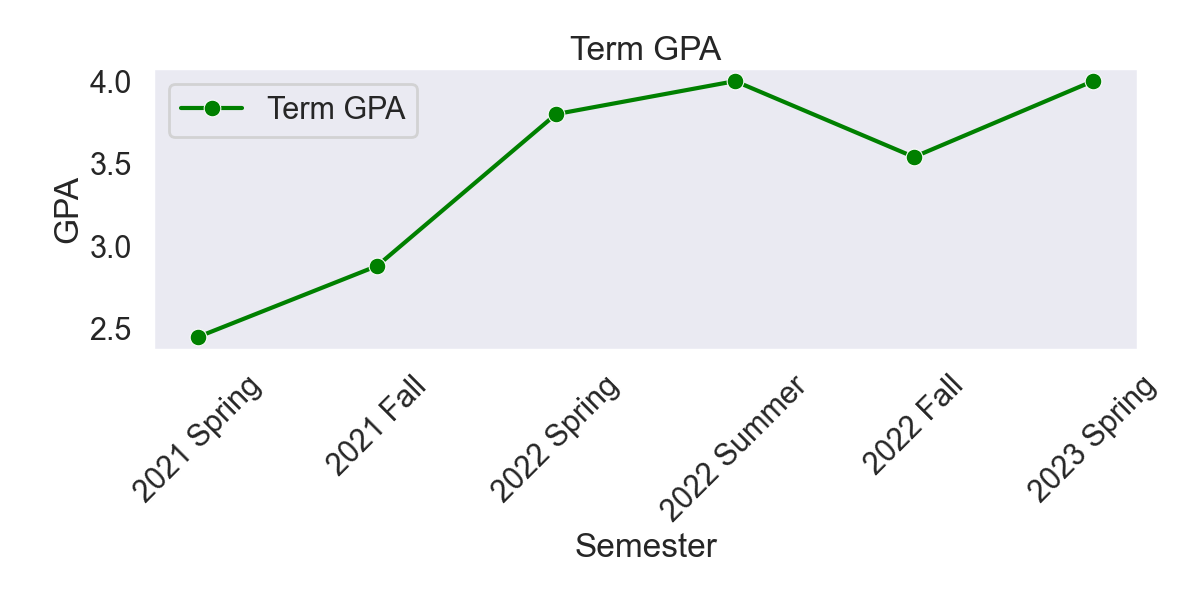 Term GPA
Term GPA
GPA
4.0
3.5
3.0
2.5
2021 Spring
2021 Fall
2022 Spring
2022 Summer
2022 Fall
2023 Spring
Semester